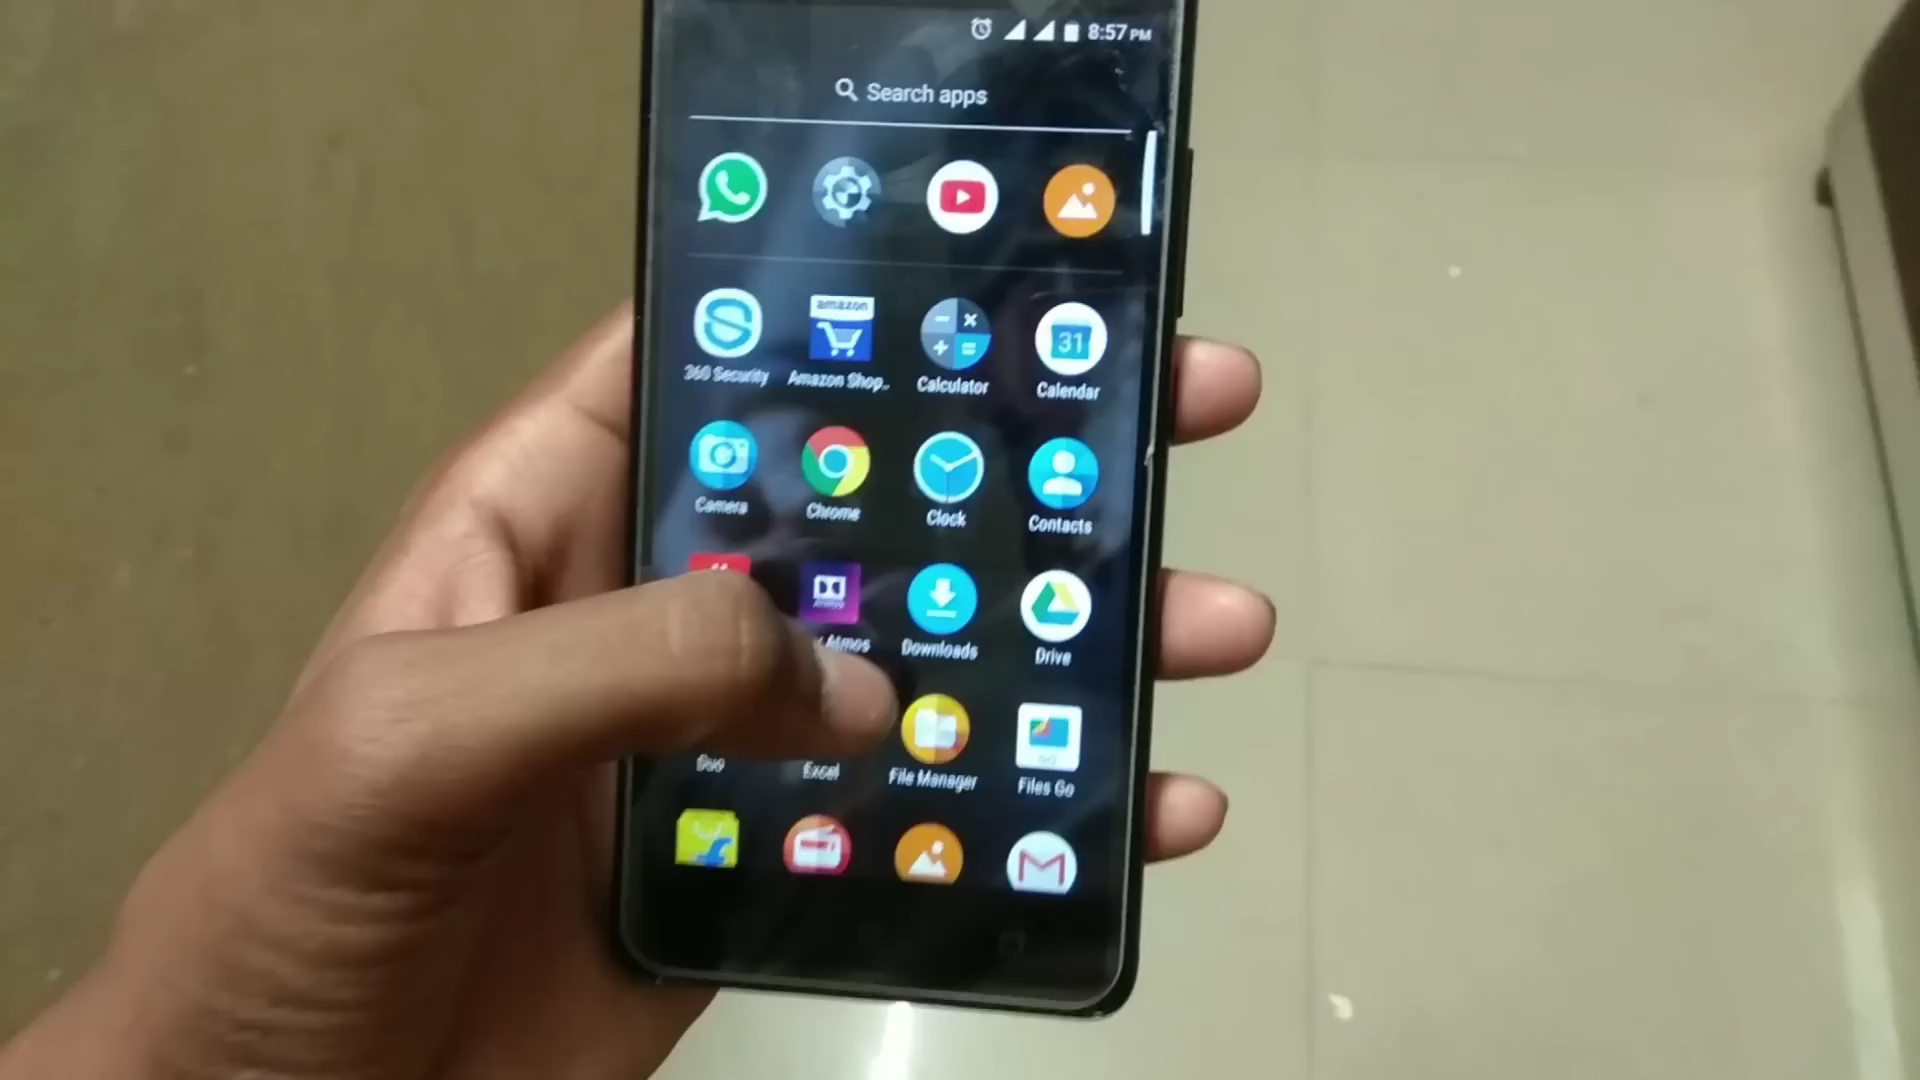 8:57 PM
Search apps
amazon
31
360 Security
Amazon Shop..
Calculator
Calendar
Camera
Chrome
Clock
Contacts
Atmos
Downloads
Drive
Duo
Excel
File Manager
Files Go